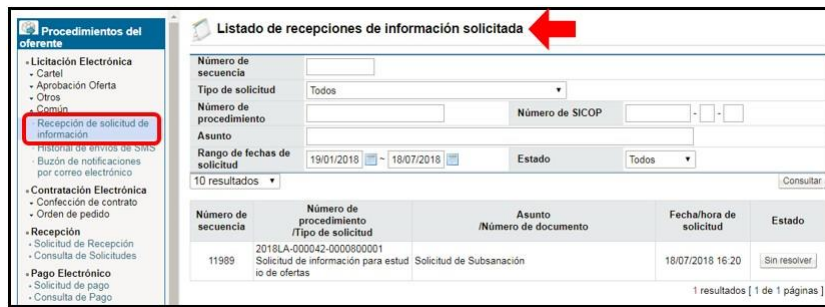 Procedimientos del
oferente
Licitación Electrónica
Cartel
Aprobación Oferta
Otros
Común
Recepción de solicitud de
información
Historial de envíos de SMS
Buzón de notificaciones
por correo electrónico
Contratación Electrónica
Confección de contrato
Orden de pedido
Recepción
Solicitud de Recepción
Consulta de Solicitudes
Pago Electrónico
Solicitud de pago
Consulta de Pago
Listado de recepciones de información solicitada
Número de
secuencia
Tipo de solicitud Todos
Número de
procedimiento Número de SICOP - -
Asunto
Rango de fechas de
solicitud 19/01/2018 ~ 18/07/2018 Estado Todos
10 resultados Consultar
Número de
secuencia
Número de
procedimiento
/Tipo de solicitud
Asunto
/Número de documento
Fecha/hora de
solicitud
Estado
11989
2018LA-000042-0000800001
Solicitud de información para estud
io de ofertas
Solicitud de Subsanación
18/07/2018 16:20
Sin resolver
1 resultados [ 1 de 1 páginas ]